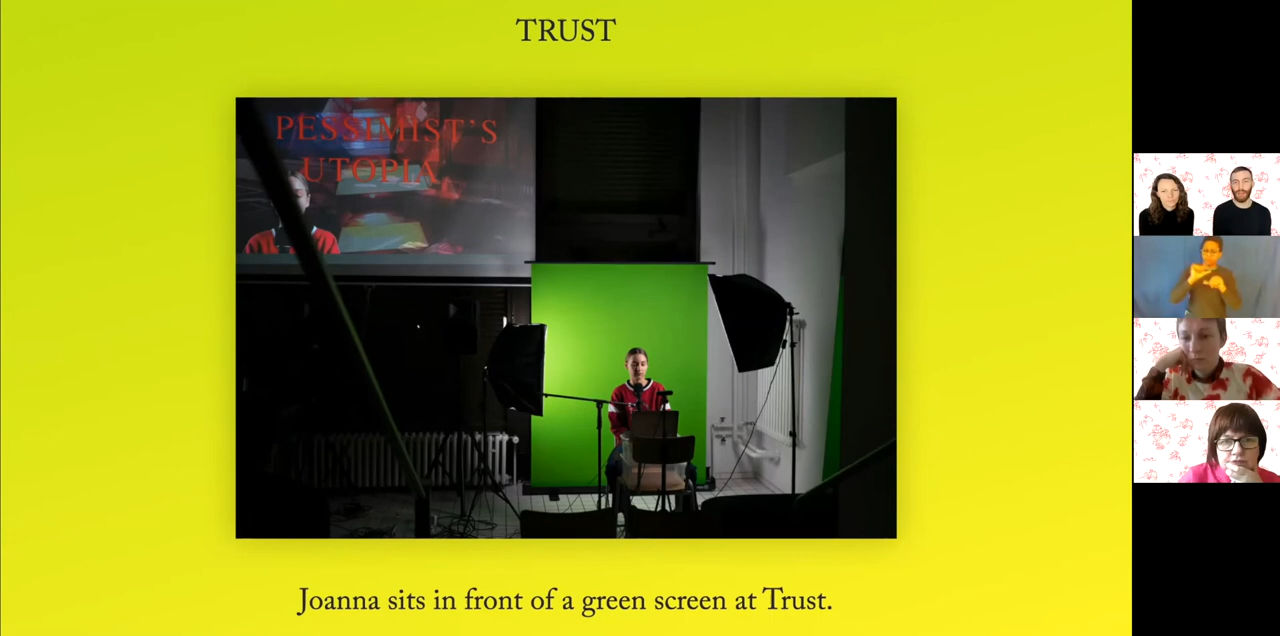 TRUST
PESSIMIST'S
UTOPIA
Joanna sits in front of a green screen at Trust.